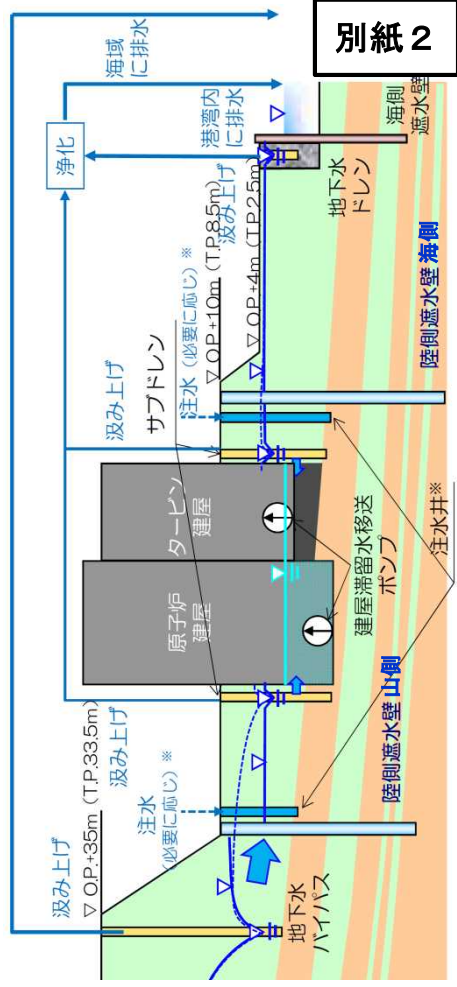 別紙２
汲み上げ
▽ O.P.+35m (T.P.33.5m)
汲み上げ
注水
(必要に応じ)※
地下水
バイパス
陸側遮水壁 山側
原子炉
建屋
タービン
建屋
建屋滞留水移送
ポンプ
注水井※
サブドレン
汲み上げ
注水 (必要に応じ)※
▽ O.P.+10m (T.P.8.5m)
汲み上げ
▽ O.P.+4m (T.P.2.5m)
浄化
港湾内
に排水
海域
に排水
地下水
ドレン
海側
遮水壁
陸側遮水壁 海側